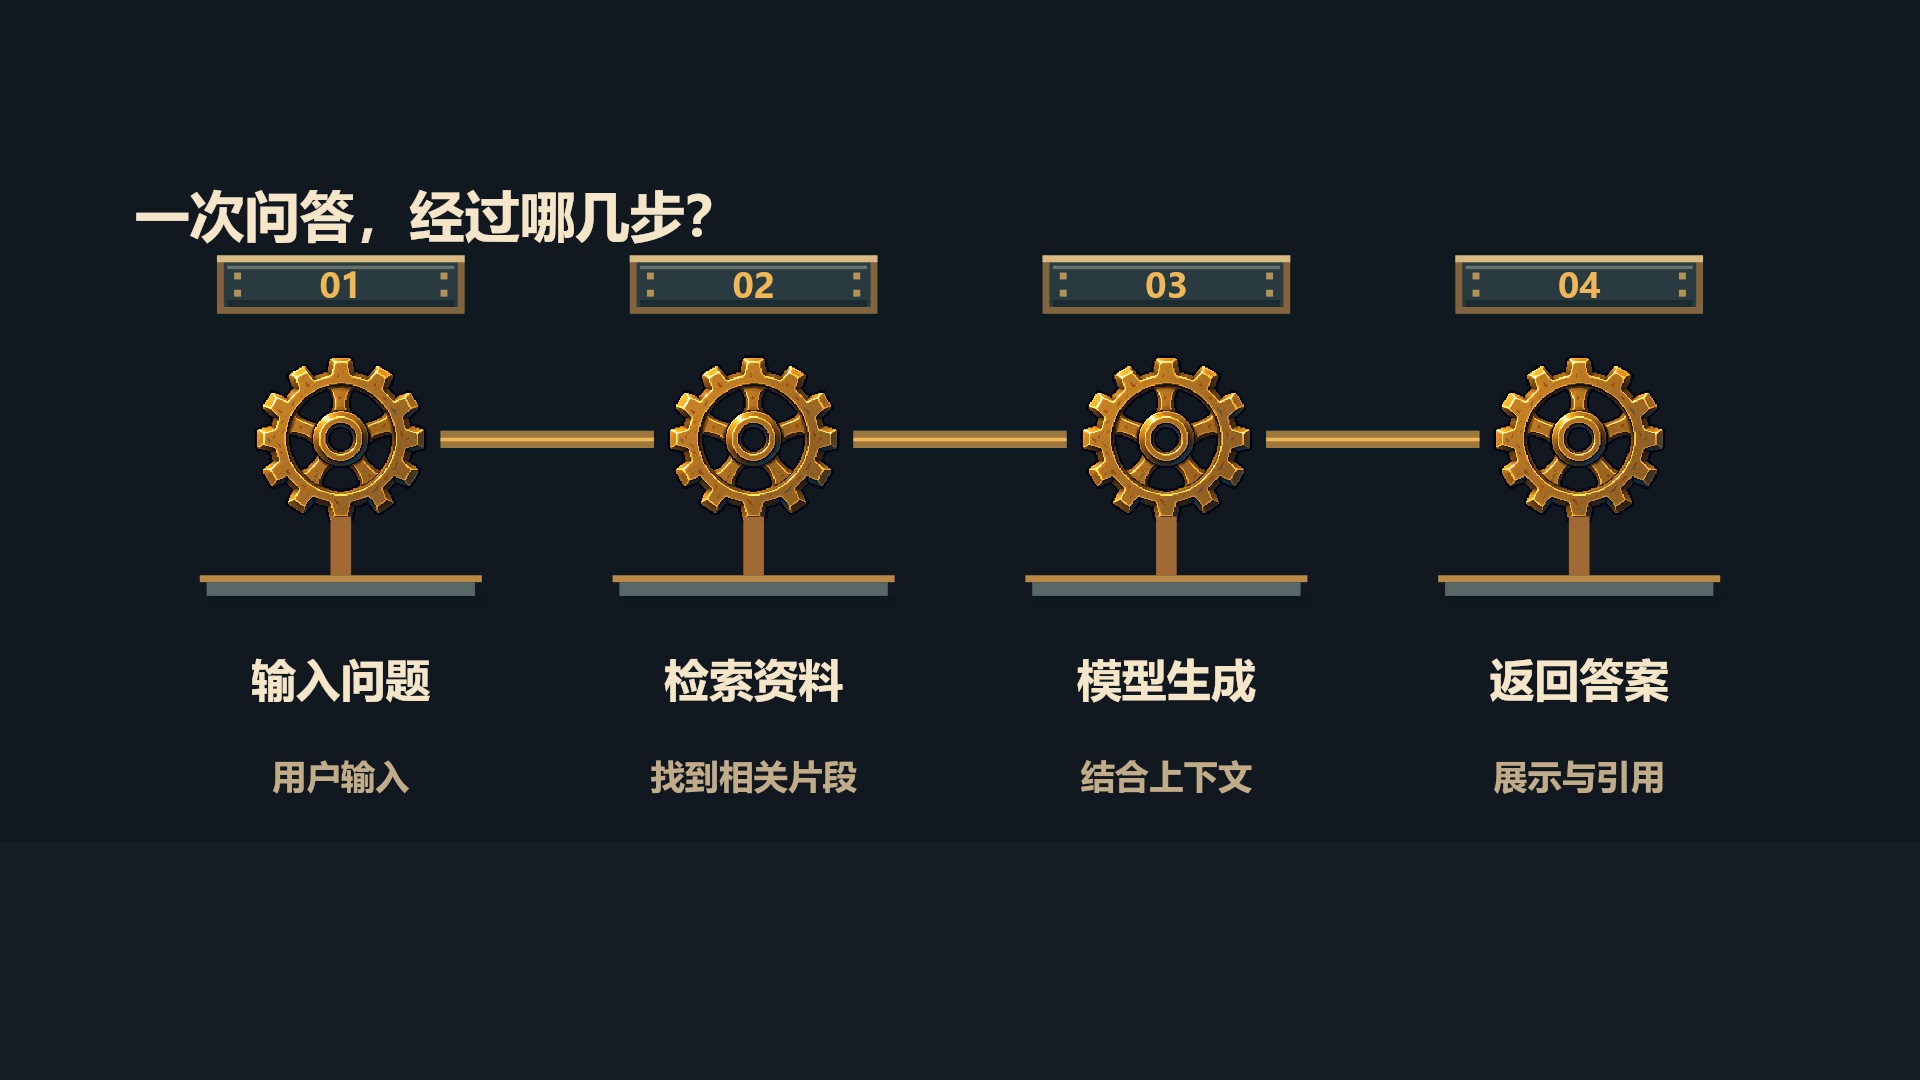 一次问答，经过哪几步？
01
02
03
04
输入问题
检索资料
模型生成
返回答案
用户输入
找到相关片段
结合上下文
展示与引用